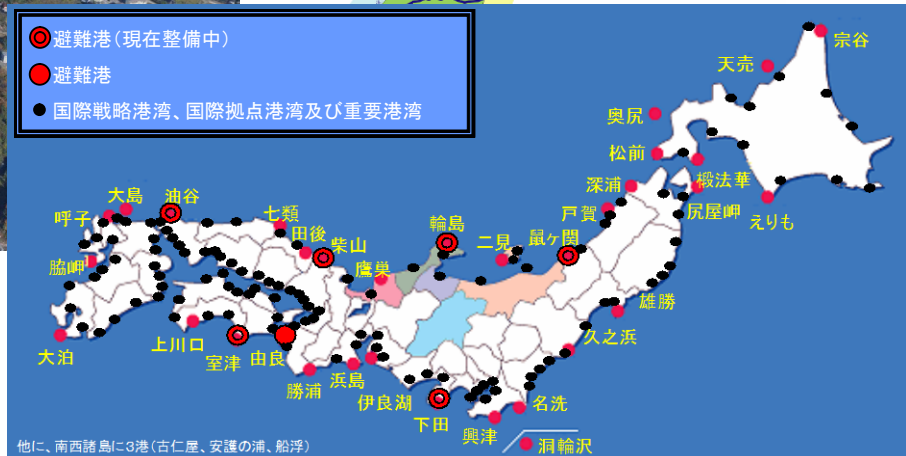 避難港(現在整備中)
避難港
国際戦略港湾、国際拠点港湾及び重要港湾
宗谷
天売
奥尻
松前
椴法華
えりも
深浦
尻屋岬
戸賀
鼠ヶ関
二見
輪島
雄勝
久之浜
鷹巣
柴山
田後
七類
油谷
大島
呼子
脇岬
大泊
上川口
室津
由良
勝浦
浜島
伊良湖
下田
興津
名洗
洞輪沢
他に、南西諸島に3港(古仁屋、安護の浦、船浮)